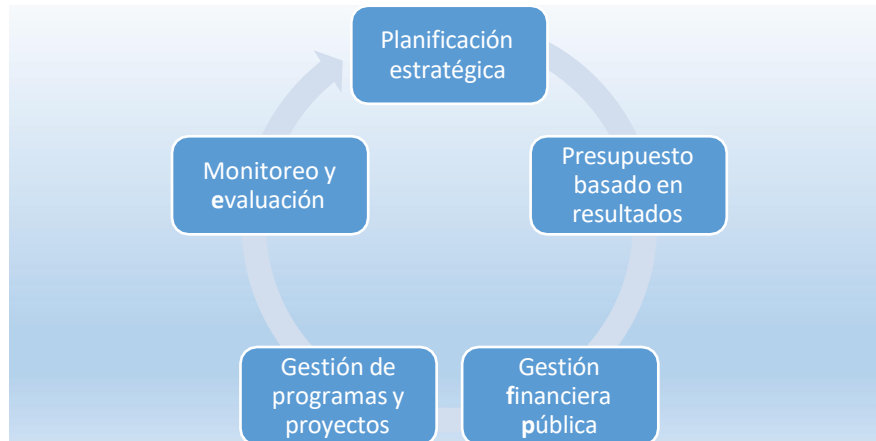 Planificación
estratégica
Presupuesto
basado en
resultados
Gestión
financiera
pública
Gestión de
programas y
proyectos
Monitoreo y
evaluación